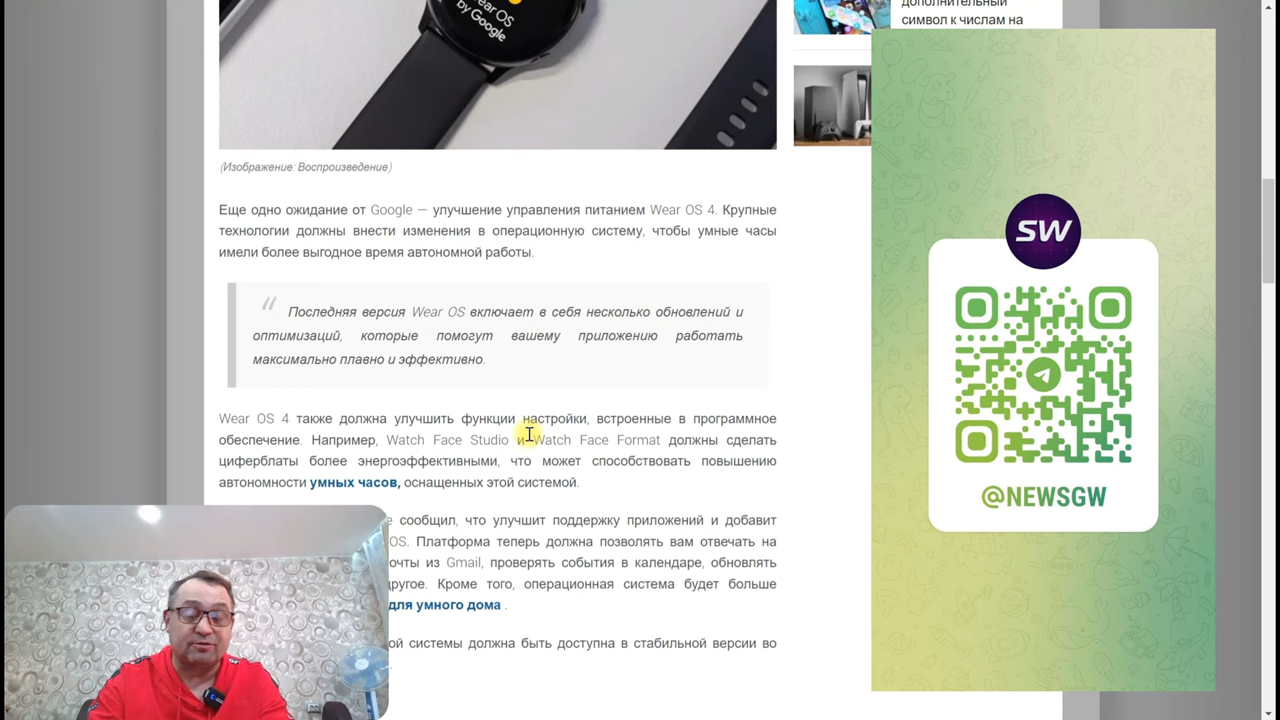 Wear OS
by Google
дополнительный
символ к числам на
(Изображение: Воспроизведение)
Еще одно ожидание от Google — улучшение управления питанием Wear OS 4. Крупные
технологии должны внести изменения в операционную систему, чтобы умные часы
имели более выгодное время автономной работы.
“ Последняя версия Wear OS включает в себя несколько обновлений и
оптимизаций, которые помогут вашему приложению работать
максимально плавно и эффективно.
Wear OS 4 также должна улучшить функции настройки, встроенные в программное
обеспечение. Например, Watch Face Studio и Watch Face Format должны сделать
циферблаты более энергоэффективными, что может способствовать повышению
автономности умных часов, оснащенных этой системой.
сообщил, что улучшит поддержку приложений и добавит
OS. Платформа теперь должна позволять вам отвечать на
почты из Gmail, проверять события в календаре, обновлять
другое. Кроме того, операционная система будет больше
для умного дома .
ой системы должна быть доступна в стабильной версии во
SW
@NEWSGW